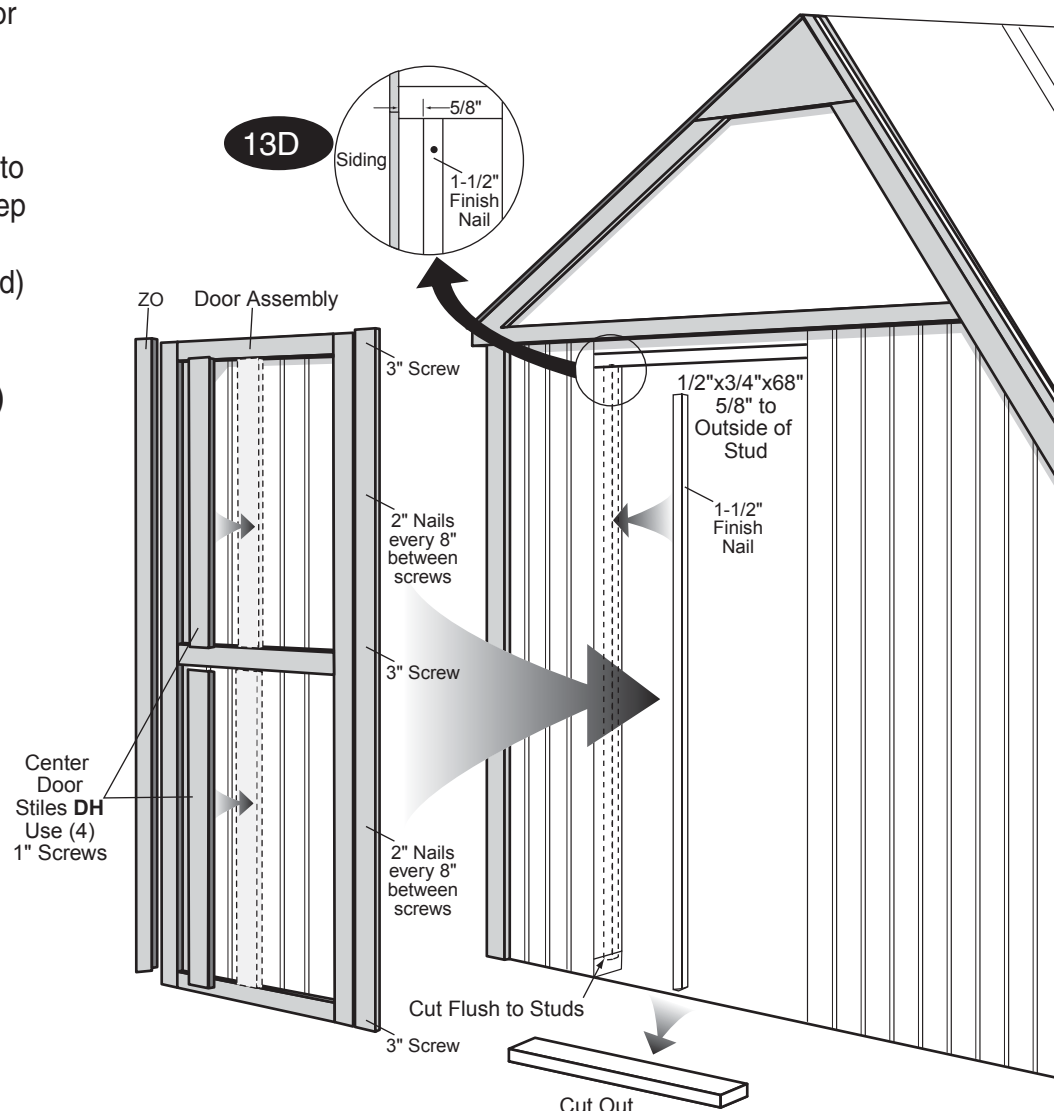 or
to
ep
d)
)
13D
5/8"
Siding
1-1/2"
Finish
Nail
ZO
Door Assembly
3" Screw
1/2"x3/4"x68"
5/8" to
Outside of
Stud
1-1/2"
Finish
Nail
2" Nails
every 8"
between
screws
3" Screw
Center
Door
Stiles DH
Use (4)
1" Screws
2" Nails
every 8"
between
screws
Cut Flush to Studs
3" Screw
Cut Out